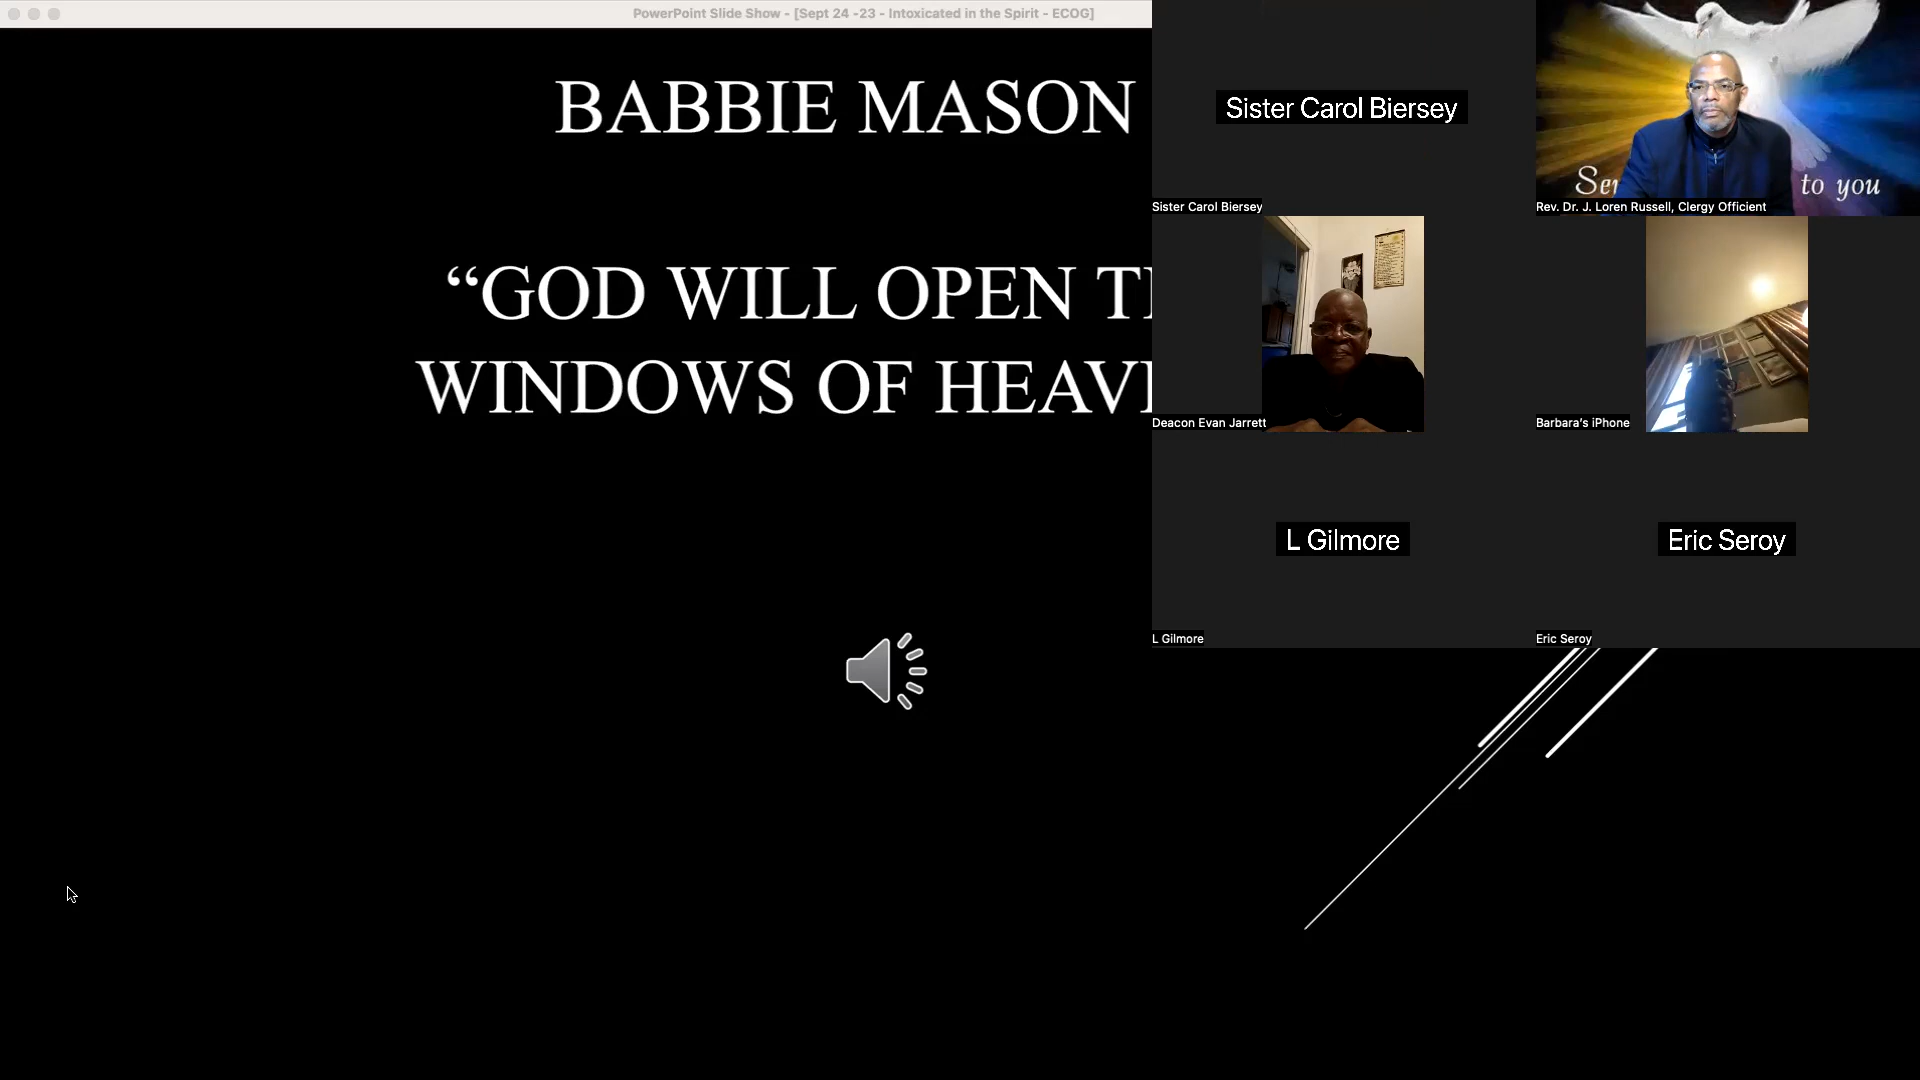 PowerPoint Slide Show - [Sept 24 -23 - Intoxicated in the Spirit - ECOG]
BABBIE MASON
“GOD WILL OPEN
WINDOWS OF
Sister Carol Biersey
Sister Carol Biersey
to you
Rev. Dr. J. Loren Russell, Clergy Officient
Deacon Evan Jarrett
Barbara's iPhone
L Gilmore
Eric Seroy
L Gilmore
Eric Seroy